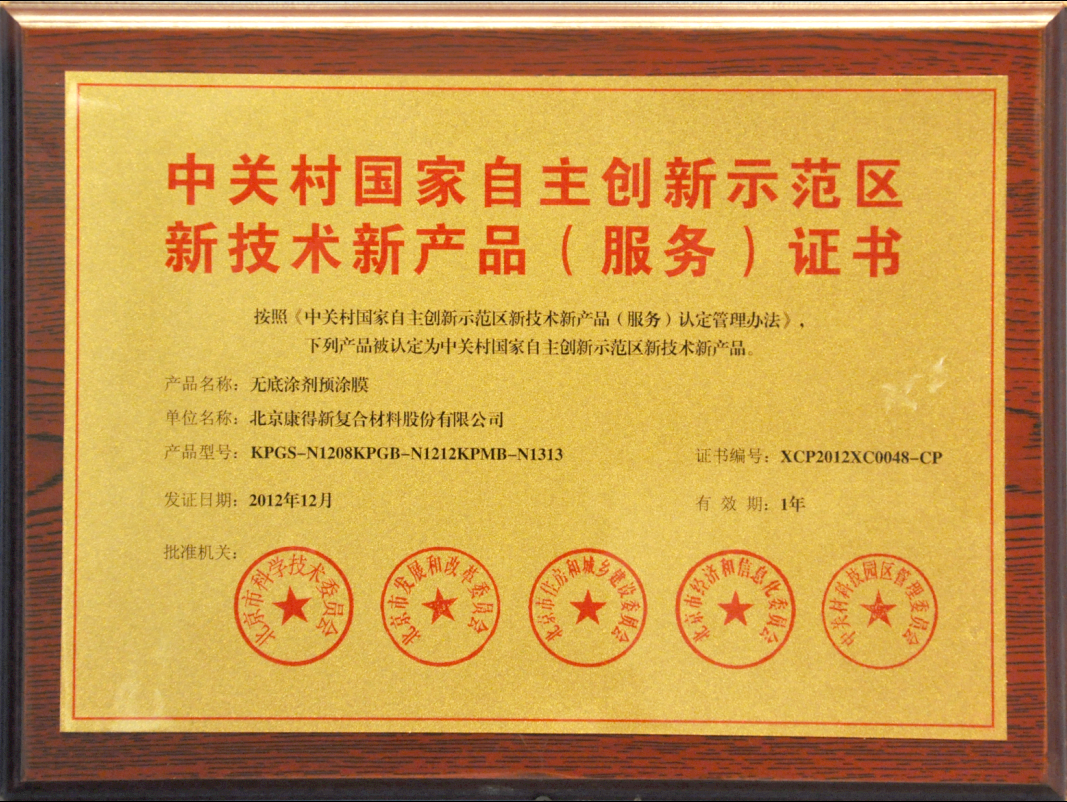 中关村国家自主创新示范区
新技术新产品（服务）证书
按照《中关村国家自主创新示范区新技术新产品（服务）认定管理办法》，
下列产品被认定为中关村国家自主创新示范区新技术新产品。
产品名称：无底涂剂预涂膜
单位名称：北京康得新复合材料股份有限公司
产品型号：KPGS-N1208KPGB-N1212KPMB-N1313
证书编号：XCP2012XC0048-CP
发证日期：2012年12月
有 效 期：1年
批准机关：
北京市科学技术委员会
北京市发展和改革委员会
北京市住房和城乡建设委员会
北京市经济和信息化委员会
中关村科技园区管理委员会